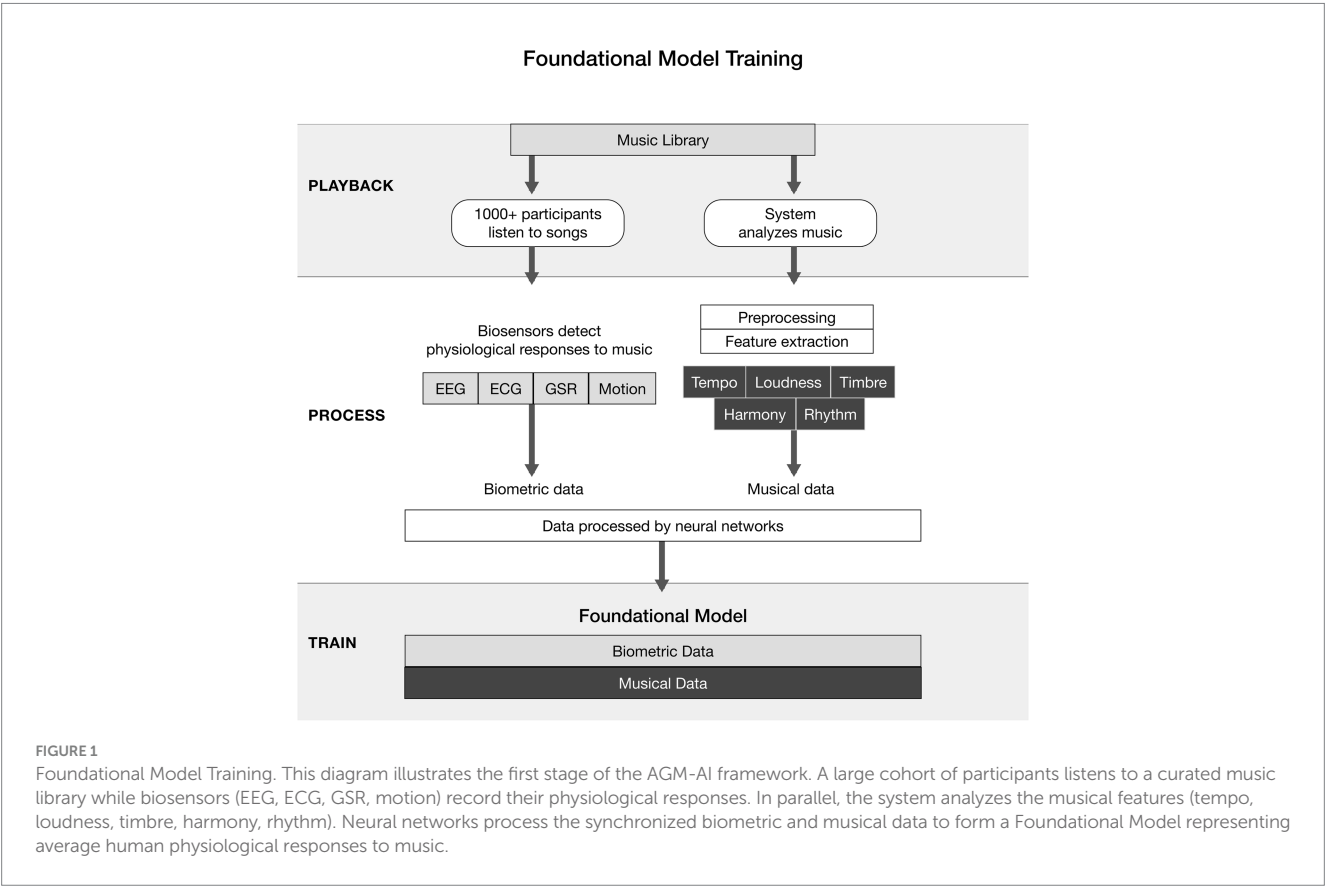 Foundational Model Training
Music Library
PLAYBACK
1000+ participants
listen to songs
System
analyzes music
Preprocessing
Feature extraction
Biosensors detect
physiological responses to music
EEG ECG GSR Motion
Tempo Loudness Timbre
Harmony Rhythm
PROCESS
Biometric data
Musical data
Data processed by neural networks
Foundational Model
TRAIN
Biometric Data
Musical Data
FIGURE 1
Foundational Model Training. This diagram illustrates the first stage of the AGM-AI framework. A large cohort of participants listens to a curated music
library while biosensors (EEG, ECG, GSR, motion) record their physiological responses. In parallel, the system analyzes the musical features (tempo,
loudness, timbre, harmony, rhythm). Neural networks process the synchronized biometric and musical data to form a Foundational Model representing
average human physiological responses to music.